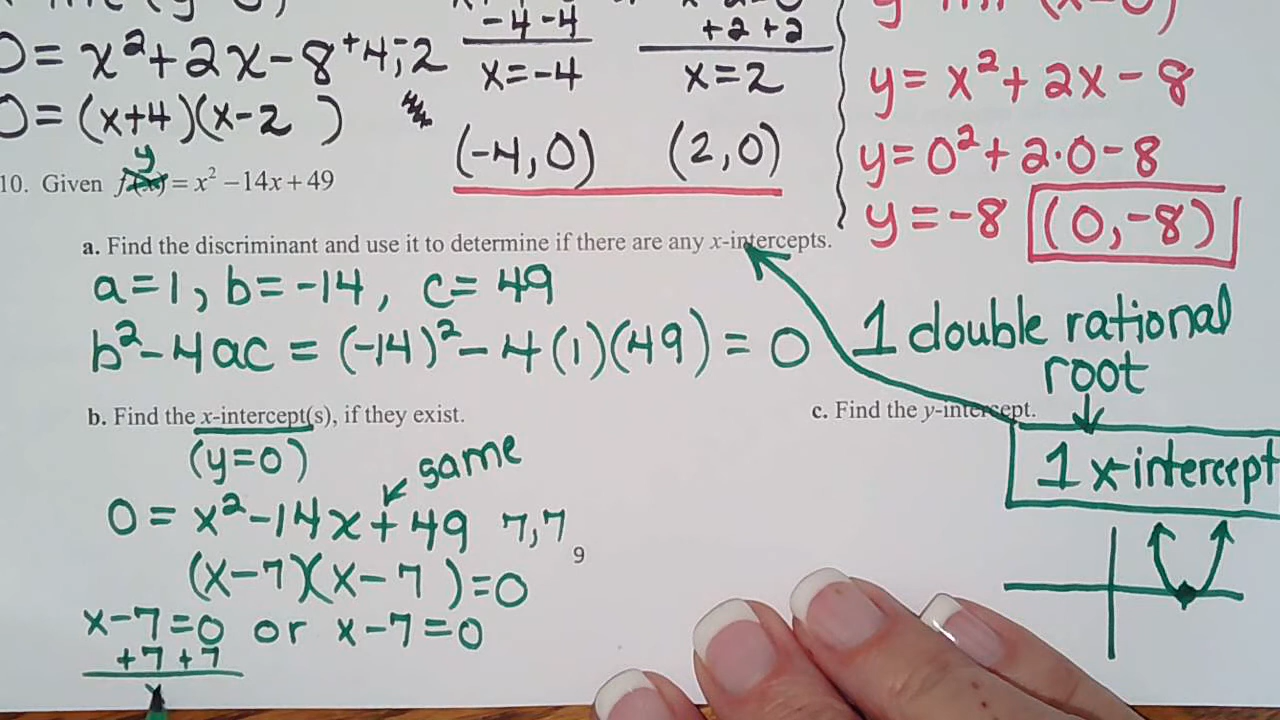 0 = x²+2x-8 +4,-2
0 = (x+4)(x-2 )
-4 -4
x=-4
(-4,0)
+2 +2
x=2
(2,0)
y = x²+2x-8
y=0²+2·0-8
y=-8 (0,-8)
10. Given y = x² − 14x + 49
a. Find the discriminant and use it to determine if there are any x-intercepts.
a=1, b=-14, c=49
b²-4ac = (-14)²-4(1)(49) = 0
1 double rational
root
1 x-intercept
b. Find the x-intercept(s), if they exist.
(y=0)
same
0 = x²-14x+49 7,7
(x-7)(x-7 )=0
x-7=0 or x-7=0
+7 +7
x
c. Find the y-intercept.
9